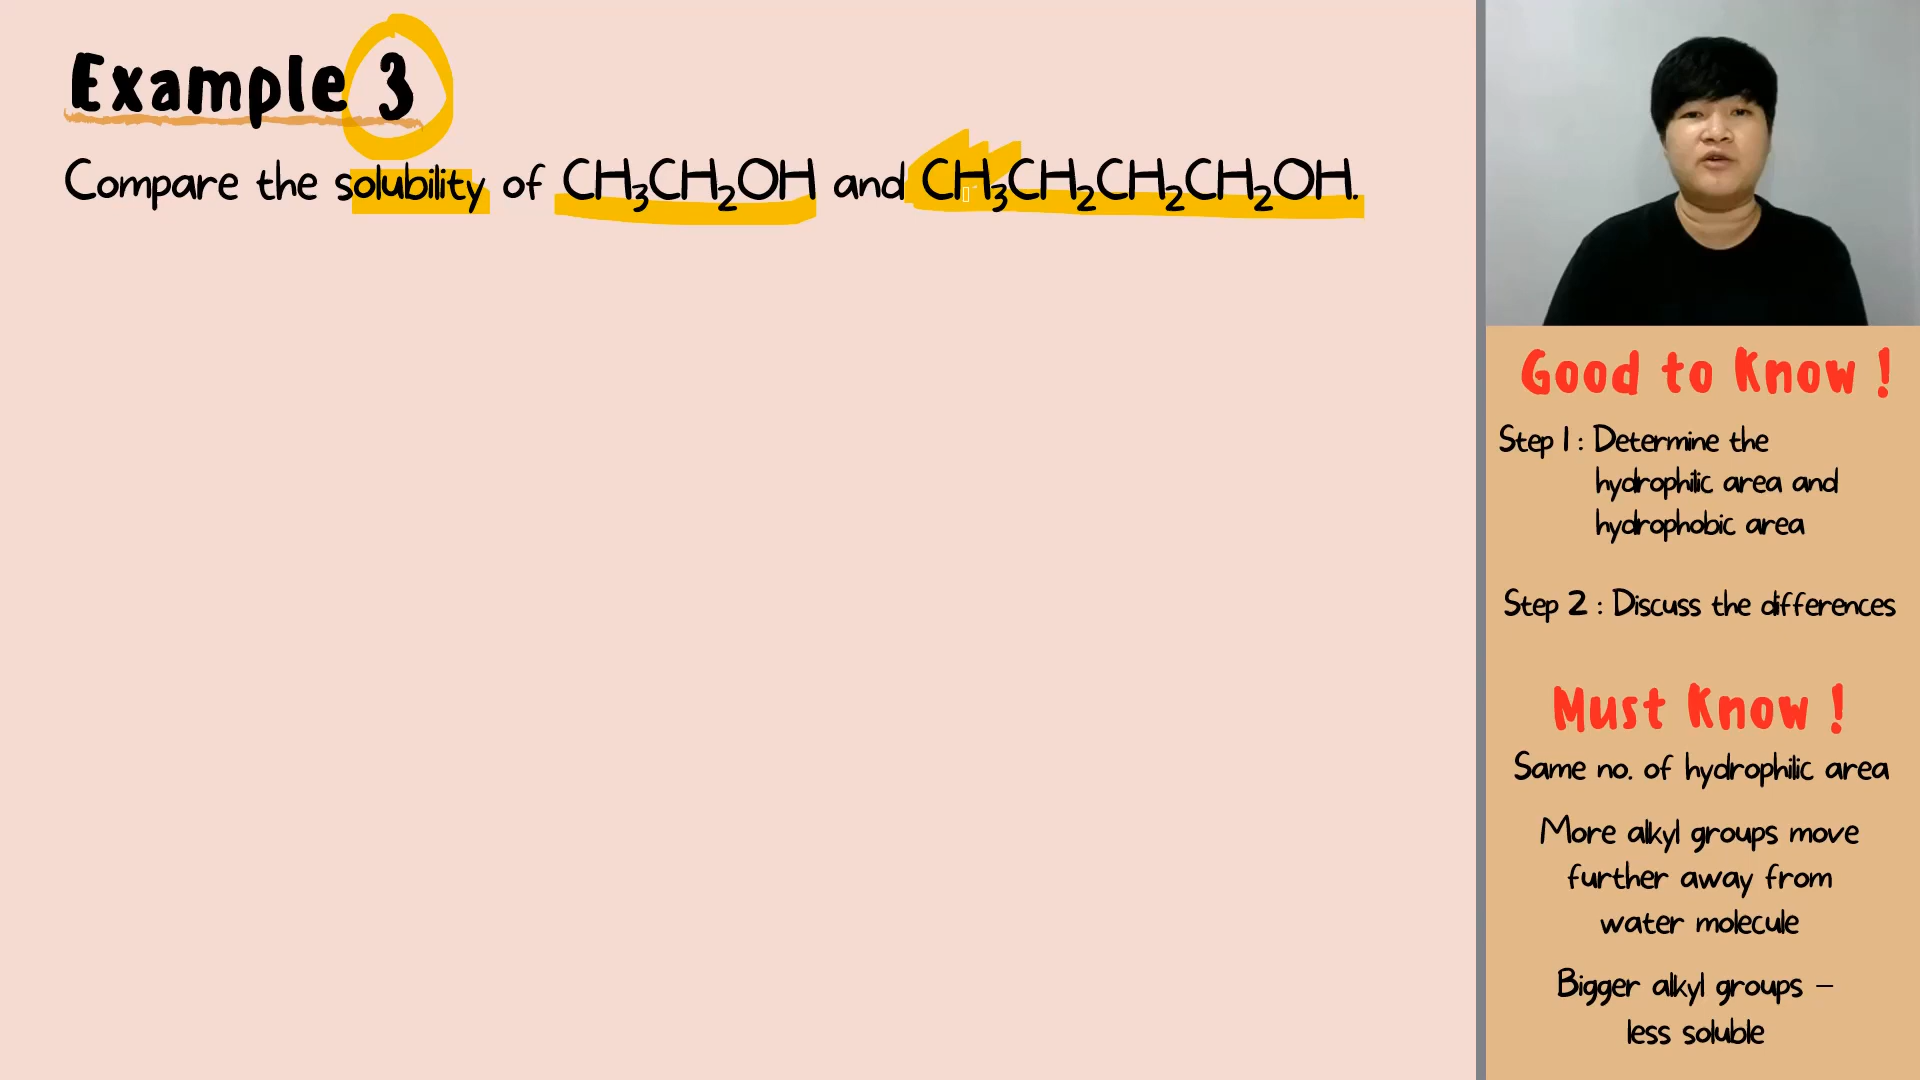 Example 3
Compare the solubility of CH₃CH₂OH and CH₃CH₂CH₂CH₂OH.
Good to Know !
Step 1 : Determine the
hydrophilic area and
hydrophobic area
Step 2 : Discuss the differences
Must Know !
Same no. of hydrophilic area
More alkyl groups move
further away from
water molecule
Bigger alkyl groups –
less soluble